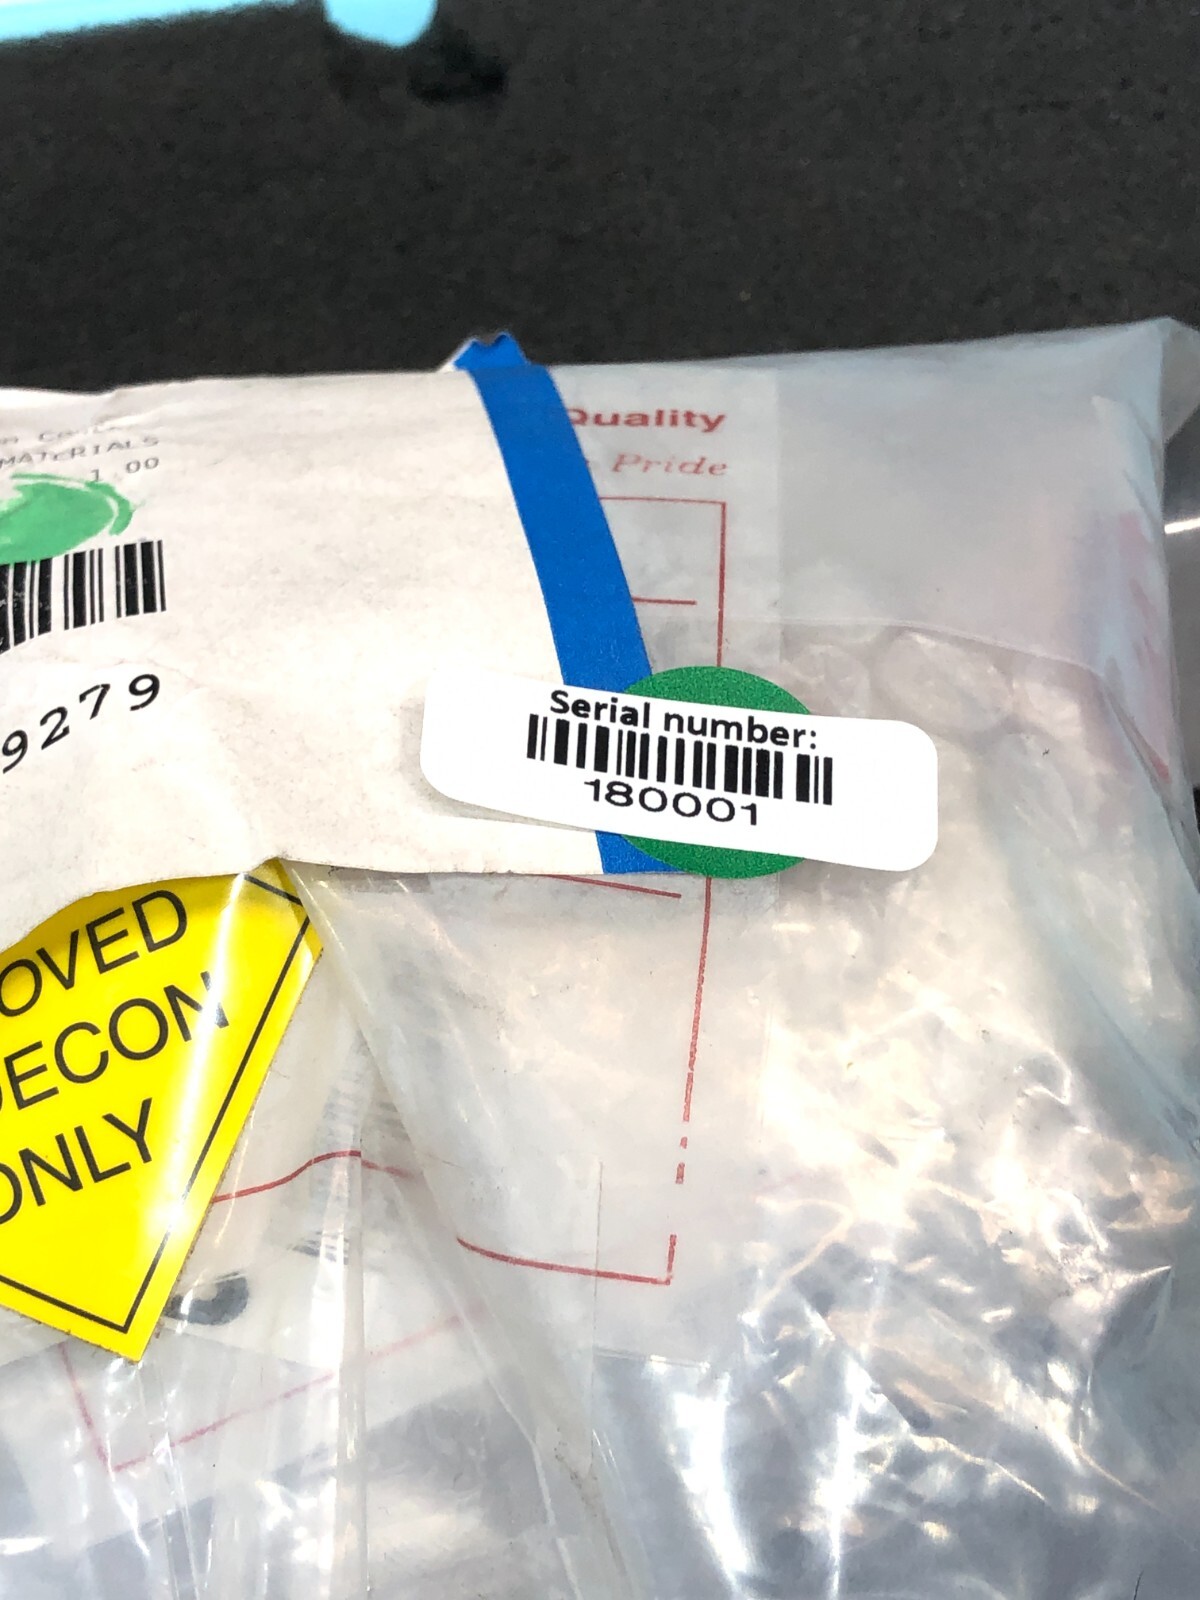 MATERIALS
1.00
9279
Quality
Pride
Serial number:
180001
OVED
DECON
ONLY